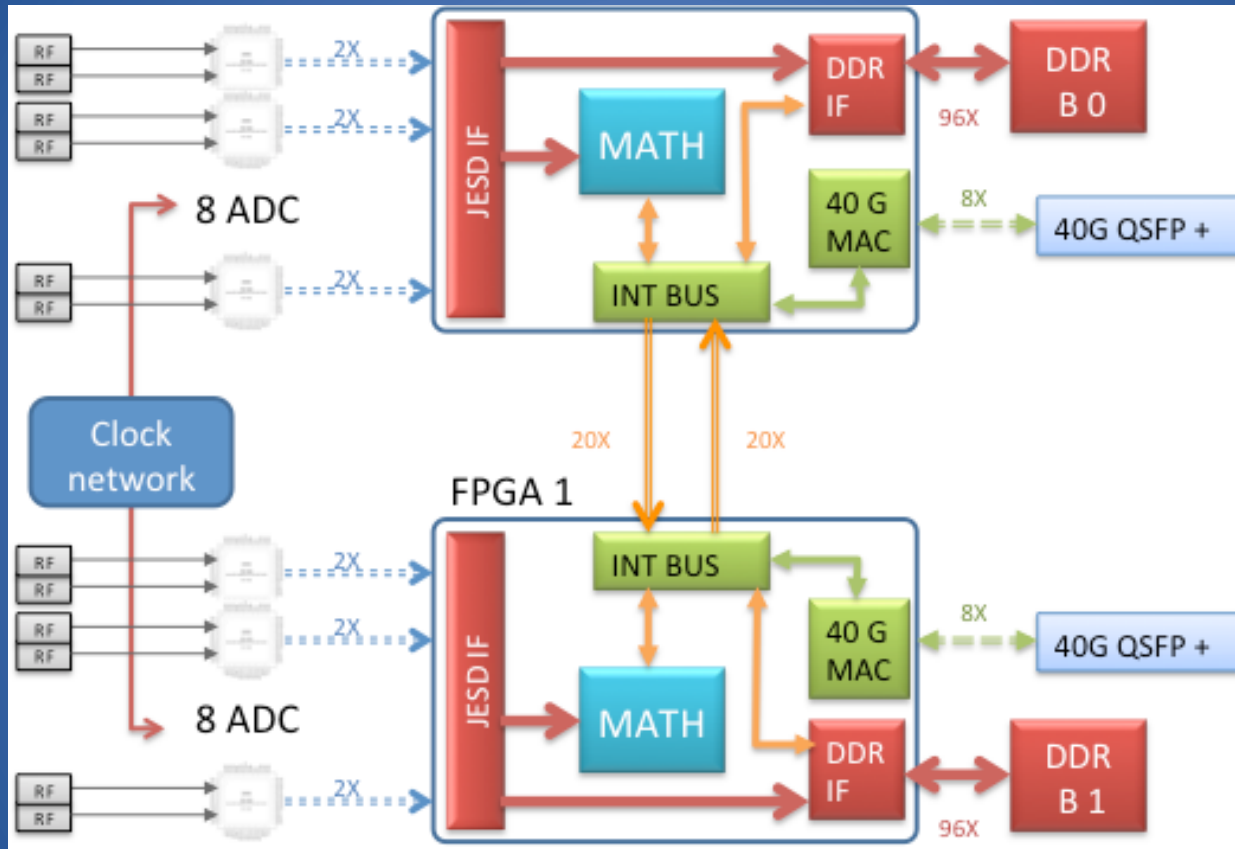 RF
RF
2X
JESD IF
DDR
IF
96X
DDR
B 0
RF
RF
2X
MATH
8 ADC
40 G
MAC
8X
40G QSFP +
RF
RF
2X
INT BUS
Clock
network
20X
20X
FPGA 1
RF
RF
2X
JESD IF
INT BUS
RF
RF
2X
40 G
MAC
8X
40G QSFP +
8 ADC
MATH
DDR
IF
96X
DDR
B 1
RF
RF
2X